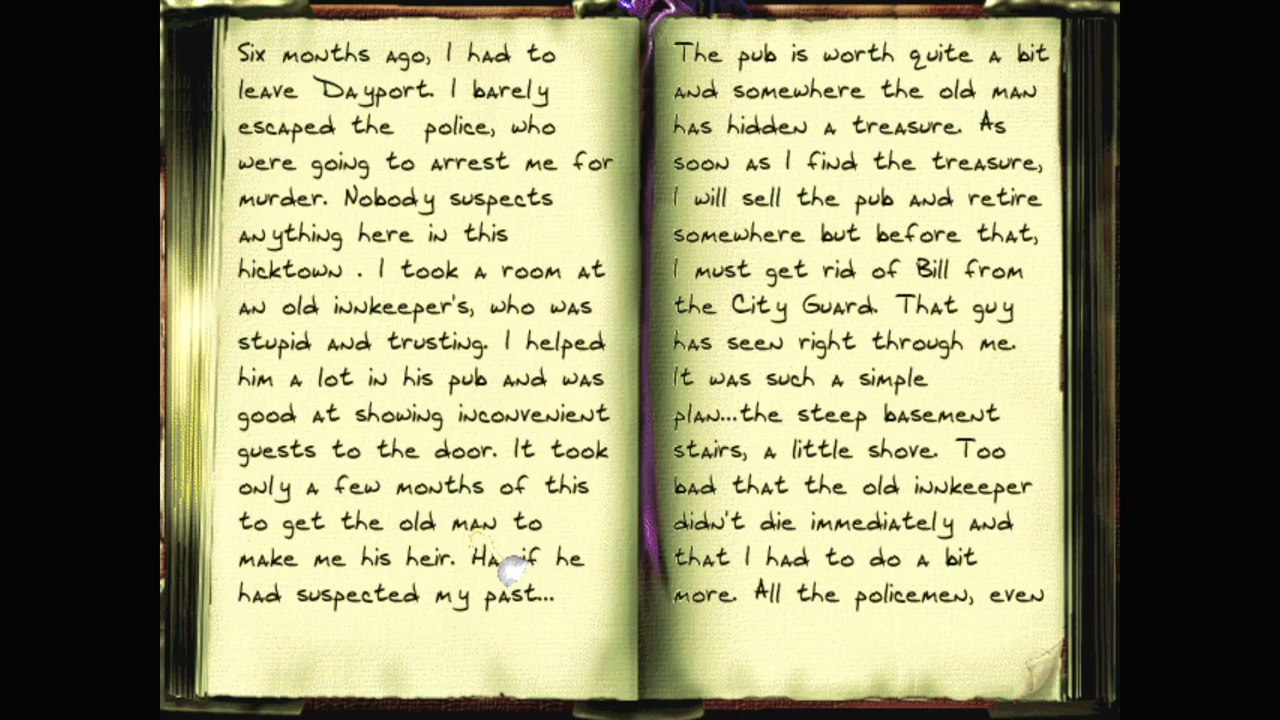 Six months ago, I had to
leave Dayport. I barely
escaped the police, who
were going to arrest me for
murder. Nobody suspects
anything here in this
hicktown . I took a room at
an old innkeeper's, who was
stupid and trusting. I helped
him a lot in his pub and was
good at showing inconvenient
guests to the door. It took
only a few months of this
to get the old man to
make me his heir. Ha if he
had suspected my past...
The pub is worth quite a bit
and somewhere the old man
has hidden a treasure. As
soon as I find the treasure,
I will sell the pub and retire
somewhere but before that,
I must get rid of Bill from
the City Guard. That guy
has seen right through me.
It was such a simple
plan...the steep basement
stairs, a little shove. Too
bad that the old innkeeper
didn't die immediately and
that I had to do a bit
more. All the policemen, even